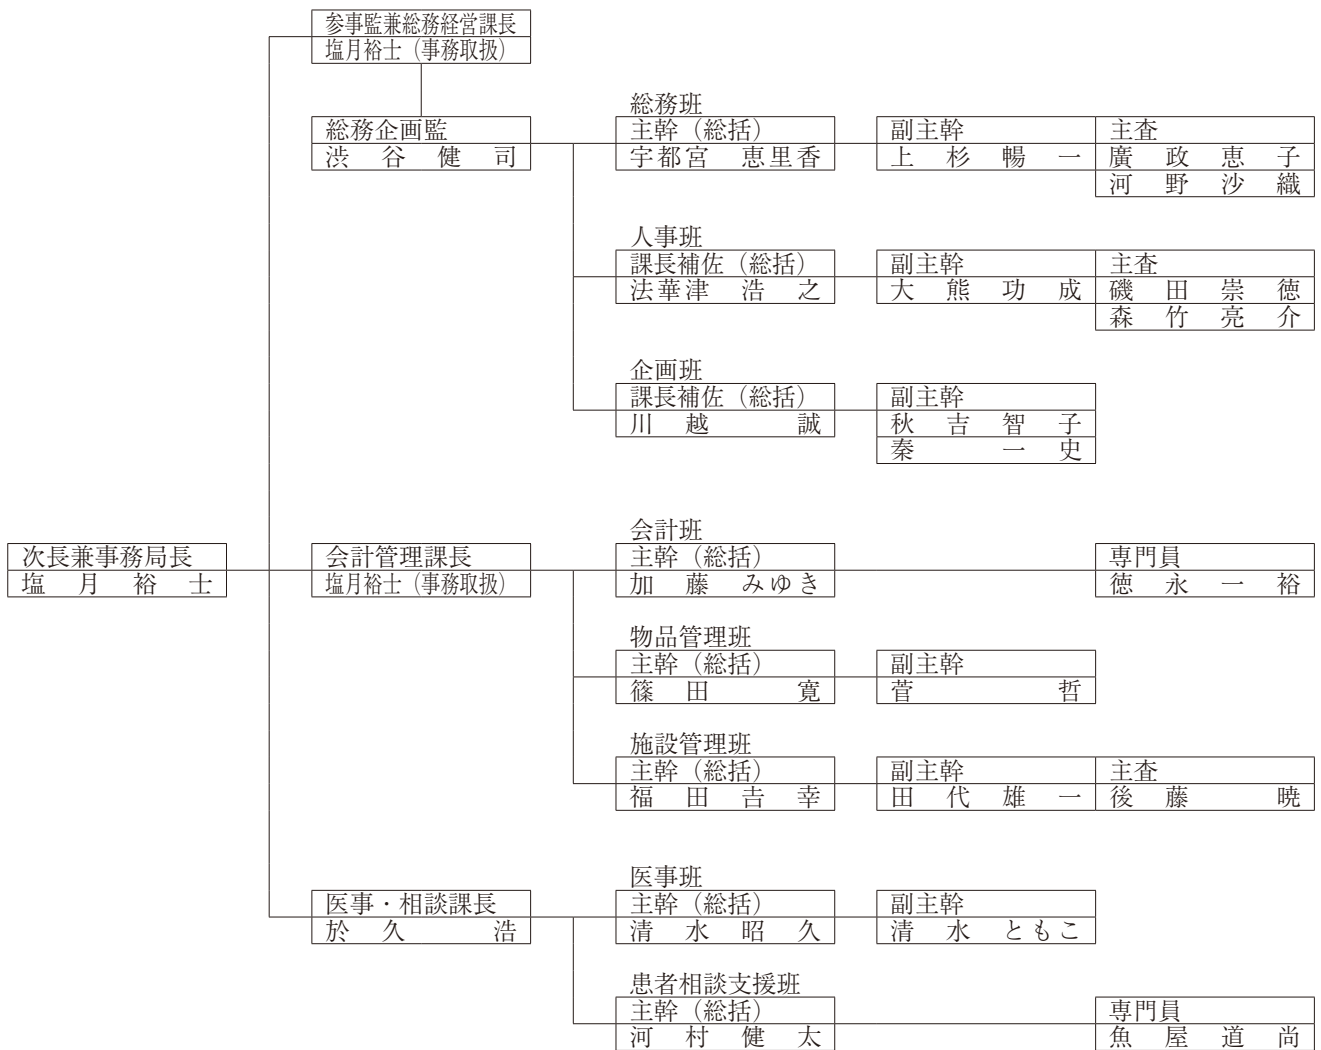 参事監兼総務経営課長
塩月裕士（事務取扱）
総務企画監
渋谷健司
総務班
主幹（総括）
宇都宮 恵里香
副主幹
上杉暢一
主査
廣政恵子
河野沙織
人事班
課長補佐（総括）
法華津 浩之
副主幹
大熊功成
主査
磯田崇徳
森竹亮介
企画班
課長補佐（総括）
川越 誠
副主幹
秋吉智子
秦 一史
次長兼事務局長
塩月裕士
会計管理課長
塩月裕士（事務取扱）
会計班
主幹（総括）
加藤 みゆき
専門員
徳永一裕
物品管理班
主幹（総括）
篠田 寛
副主幹
菅 哲
施設管理班
主幹（総括）
福田𠮷幸
副主幹
田代雄一
主査
後藤 暁
医事・相談課長
於久 浩
医事班
主幹（総括）
清水昭久
副主幹
清水 ともこ
患者相談支援班
主幹（総括）
河村健太
専門員
魚屋道尚